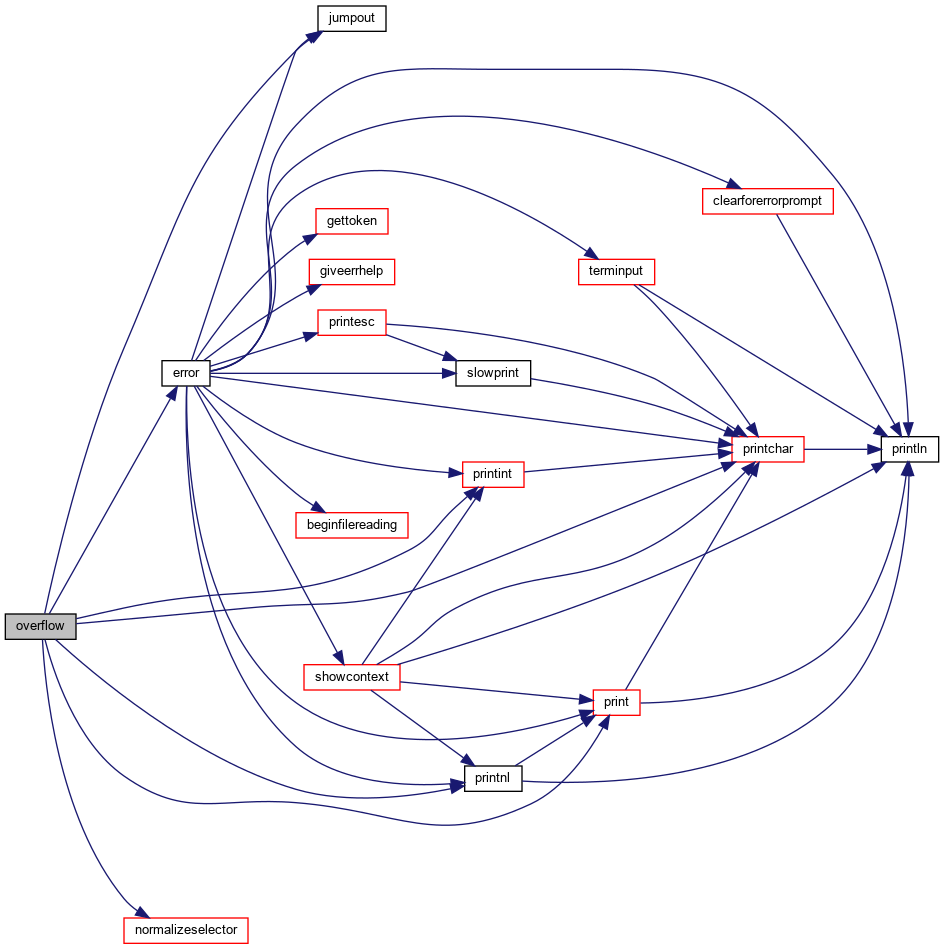 jumpout
clearforerrorprompt
gettoken
giveerrhelp
terminput
printesc
error
slowprint
printchar
println
printint
beginfilereading
overflow
showcontext
print
printnl
normalizeselector